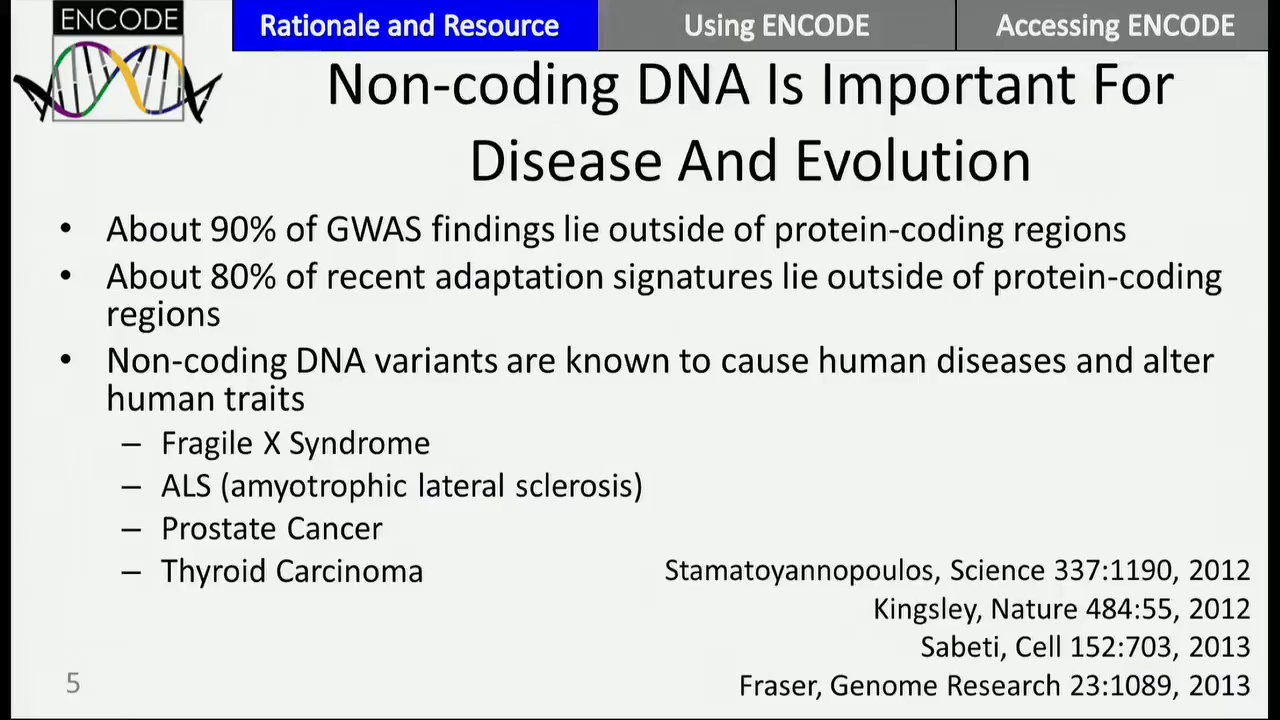 ENCODE
Rationale and Resource
Using ENCODE
Accessing ENCODE
Non-coding DNA Is Important For
Disease And Evolution
• About 90% of GWAS findings lie outside of protein-coding regions
• About 80% of recent adaptation signatures lie outside of protein-coding
regions
• Non-coding DNA variants are known to cause human diseases and alter
human traits
– Fragile X Syndrome
– ALS (amyotrophic lateral sclerosis)
– Prostate Cancer
– Thyroid Carcinoma
Stamatoyannopoulos, Science 337:1190, 2012
Kingsley, Nature 484:55, 2012
Sabeti, Cell 152:703, 2013
Fraser, Genome Research 23:1089, 2013
5